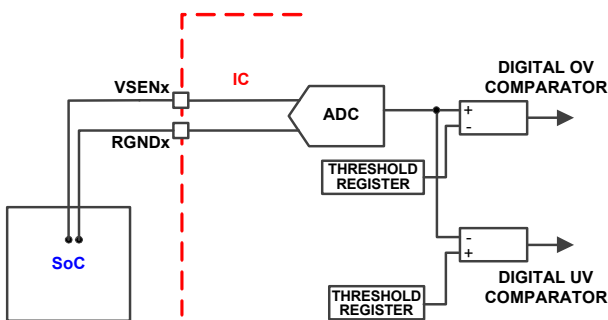 VSENx
IC
DIGITAL OV
COMPARATOR
ADC
+
-
RGNDx
THRESHOLD
REGISTER
-
+
SoC
DIGITAL UV
COMPARATOR
THRESHOLD
REGISTER